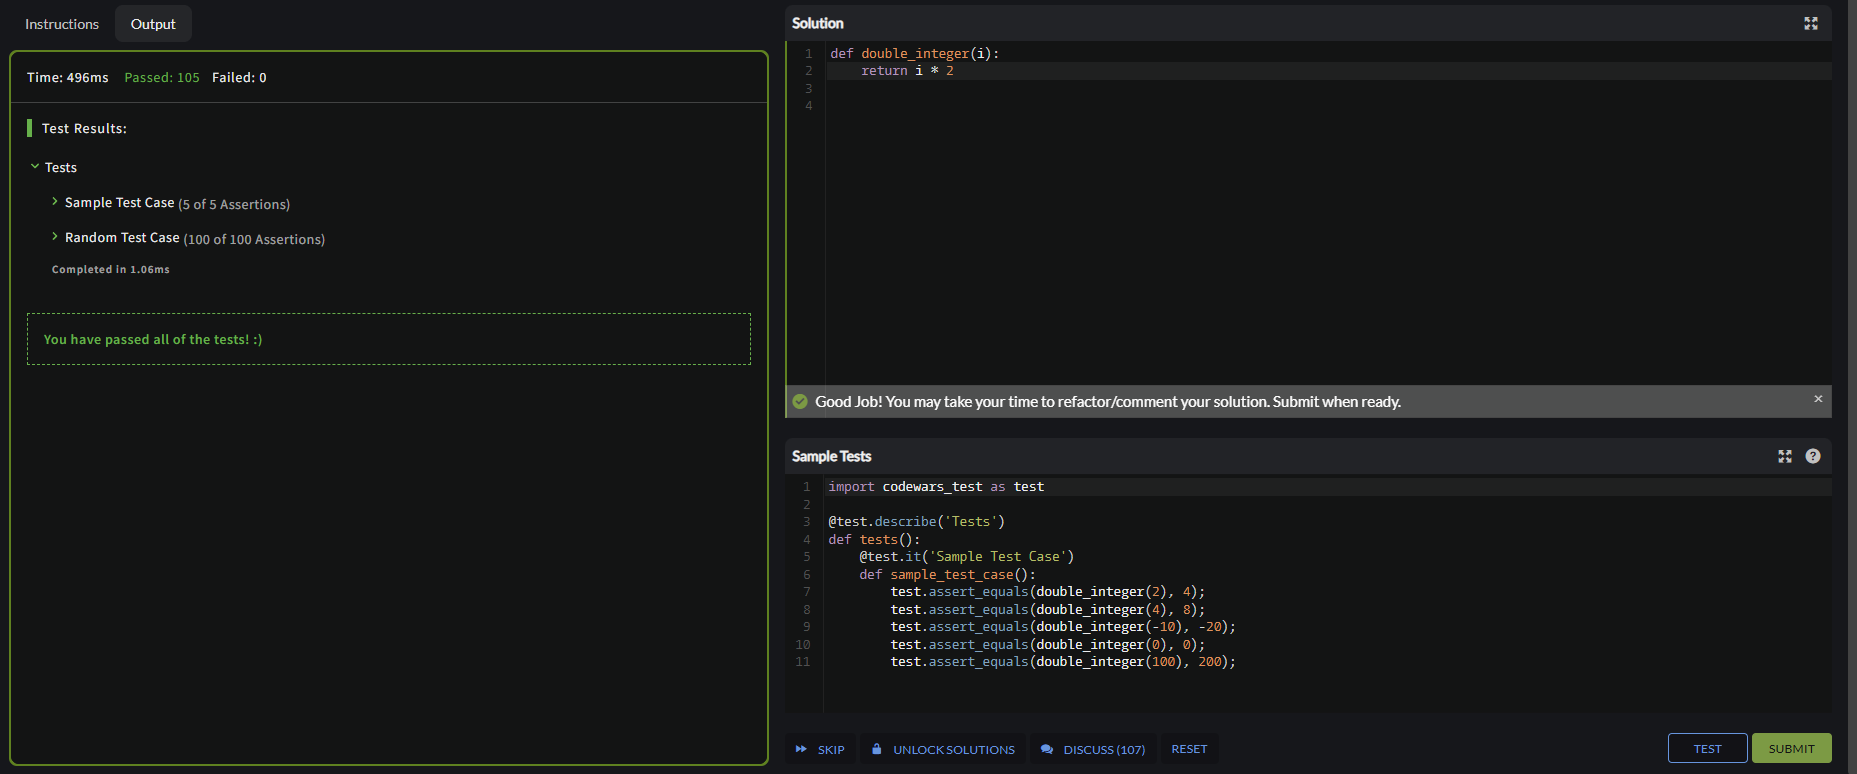 Instructions
Output
Time: 496ms Passed: 105 Failed: 0
Test Results:
Tests
Sample Test Case (5 of 5 Assertions)
Random Test Case (100 of 100 Assertions)
Completed in 1.06ms
You have passed all of the tests! :)
Solution
1 def double_integer(i):
2     return i * 2
3
4
Good Job! You may take your time to refactor/comment your solution. Submit when ready.
Sample Tests
1 import codewars_test as test
2
3 @test.describe('Tests')
4 def tests():
5     @test.it('Sample Test Case')
6     def sample_test_case():
7         test.assert_equals(double_integer(2), 4);
8         test.assert_equals(double_integer(4), 8);
9         test.assert_equals(double_integer(-10), -20);
10         test.assert_equals(double_integer(0), 0);
11         test.assert_equals(double_integer(100), 200);
SKIP
UNLOCK SOLUTIONS
DISCUSS (107)
RESET
TEST
SUBMIT